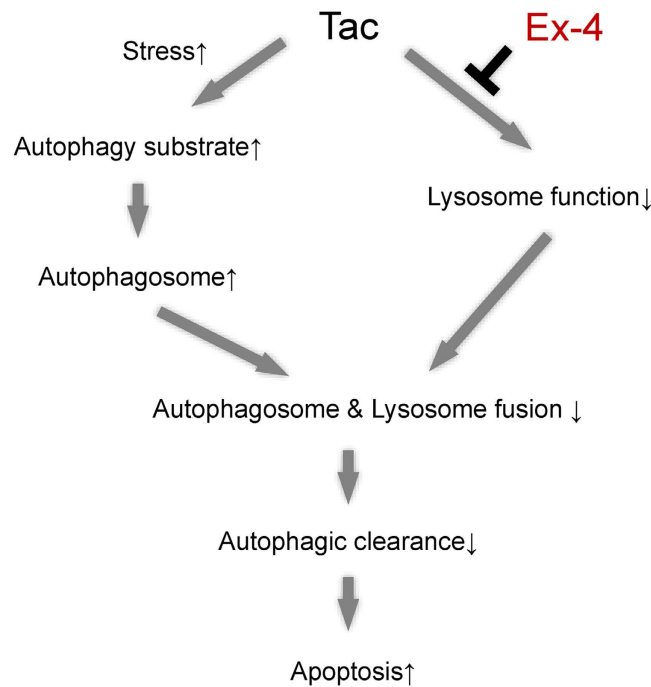 Tac
Ex-4
Stress↑
Autophagy substrate↑
Lysosome function↓
Autophagosome↑
Autophagosome & Lysosome fusion ↓
Autophagic clearance↓
Apoptosis↑